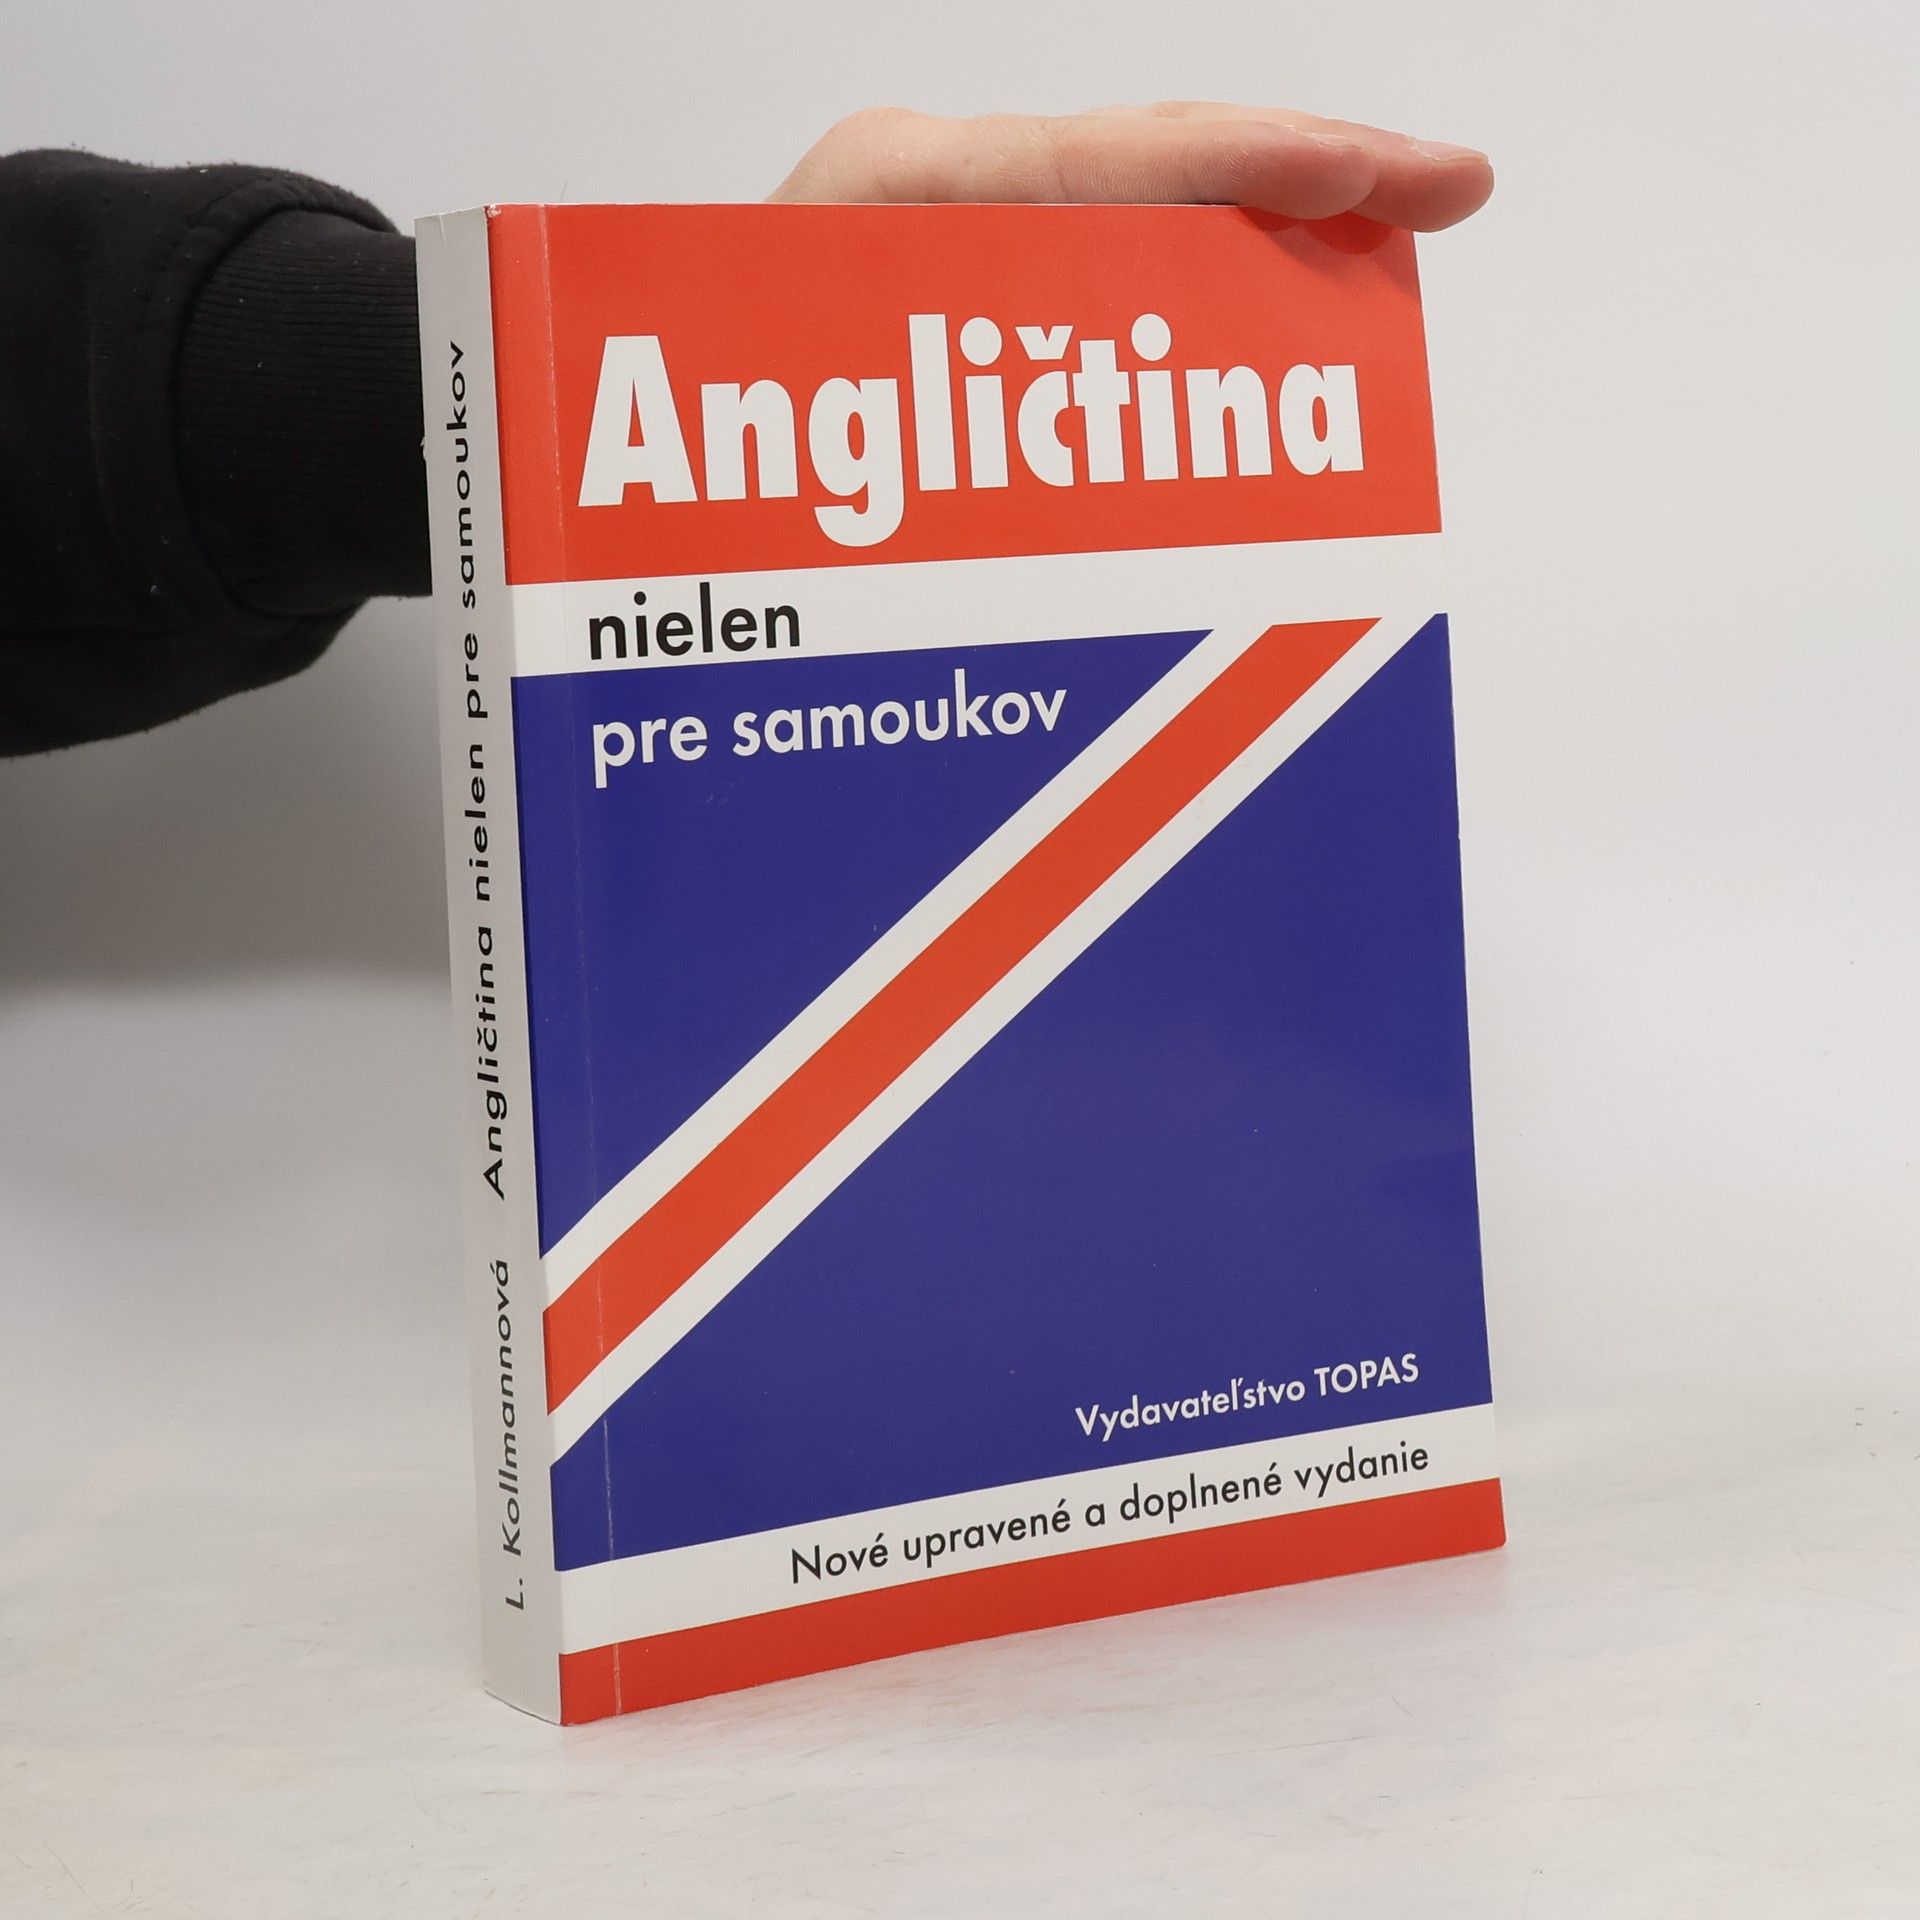 Angličtina
nielen
pre samoukov
Vydavateľstvo TOPAS
Nové upravené a doplnené vydanie
L. Kollmannová Angličtina nielen pre samoukov